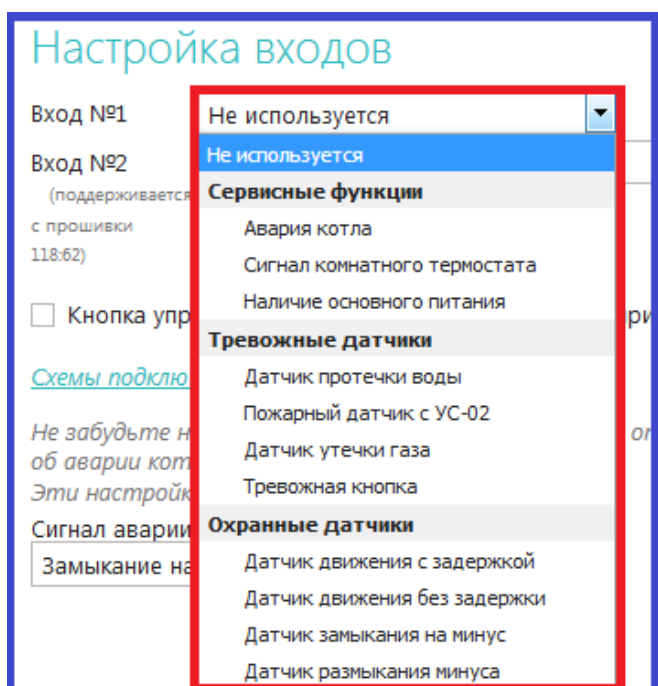 Настройка входов
Вход №1
Не используется
Вход №2
(поддерживается
с прошивки
118:62)
Не используется
Сервисные функции
Авария котла
Сигнал комнатного термостата
Наличие основного питания
Тревожные датчики
Датчик протечки воды
Пожарный датчик с УС-02
Датчик утечки газа
Тревожная кнопка
Охранные датчики
Датчик движения с задержкой
Датчик движения без задержки
Датчик замыкания на минус
Датчик размыкания минуса
Кнопка упр
ри
Схемы подклю
Не забудьте н
об аварии кот
Эти настройк
Сигнал аварии
Замыкание на